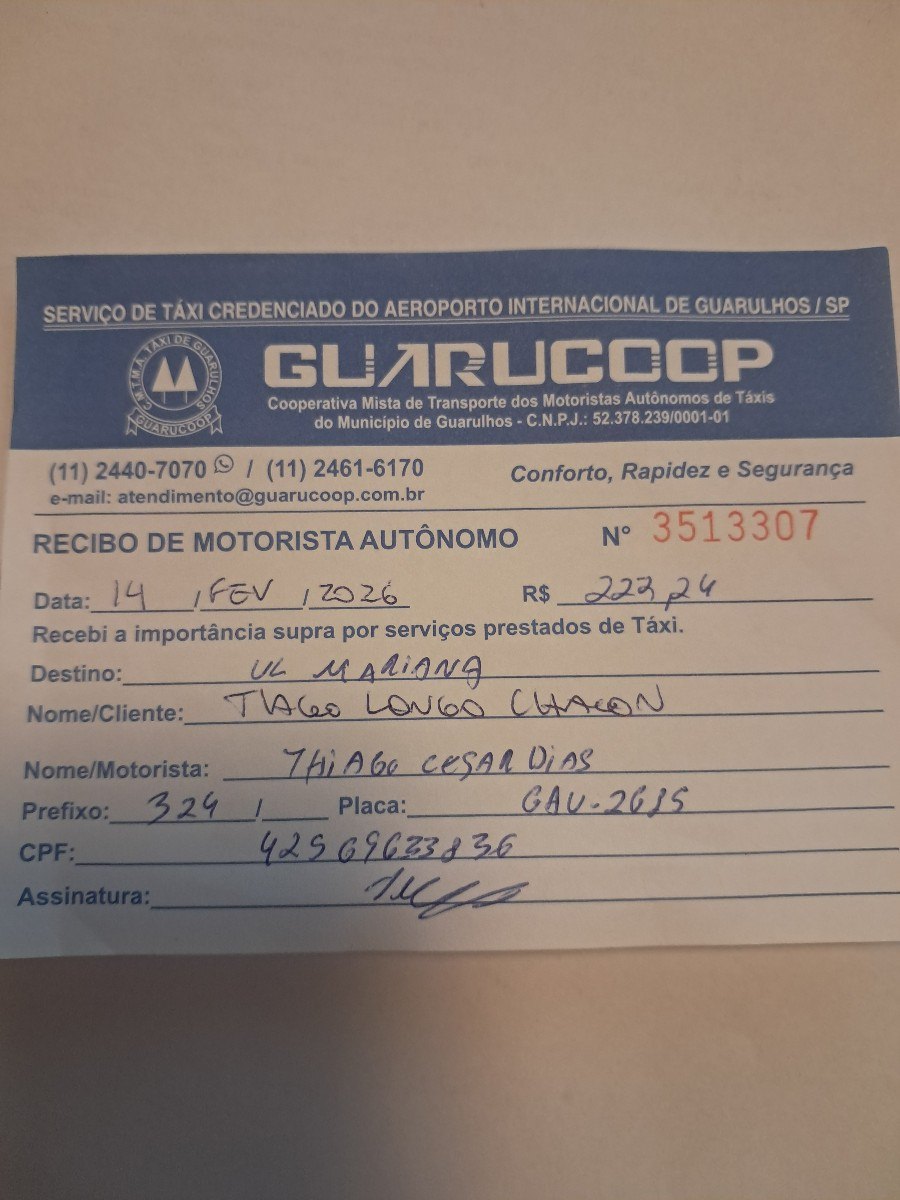 SERVIÇO DE TÁXI CREDENCIADO DO AEROPORTO INTERNACIONAL DE GUARULHOS / SP
C.M.T.M.A. TÁXI DE GUARULHOS
GUARUCOOP
GUARUCOOP
Cooperativa Mista de Transporte dos Motoristas Autônomos de Táxis
do Município de Guarulhos - C.N.P.J.: 52.378.239/0001-01
(11) 2440-7070 / (11) 2461-6170
Conforto, Rapidez e Segurança
e-mail: atendimento@guarucoop.com.br
RECIBO DE MOTORISTA AUTÔNOMO Nº 3513307
Data: 14 / FEV / 2026 R$ 223,24
Recebi a importância supra por serviços prestados de Táxi.
Destino: VL MARIANA
Nome/Cliente: TIAGO LONGO CHACON
Nome/Motorista: THIAGO CESAR DIAS
Prefixo: 324 / Placa:
CPF:
Assinatura: